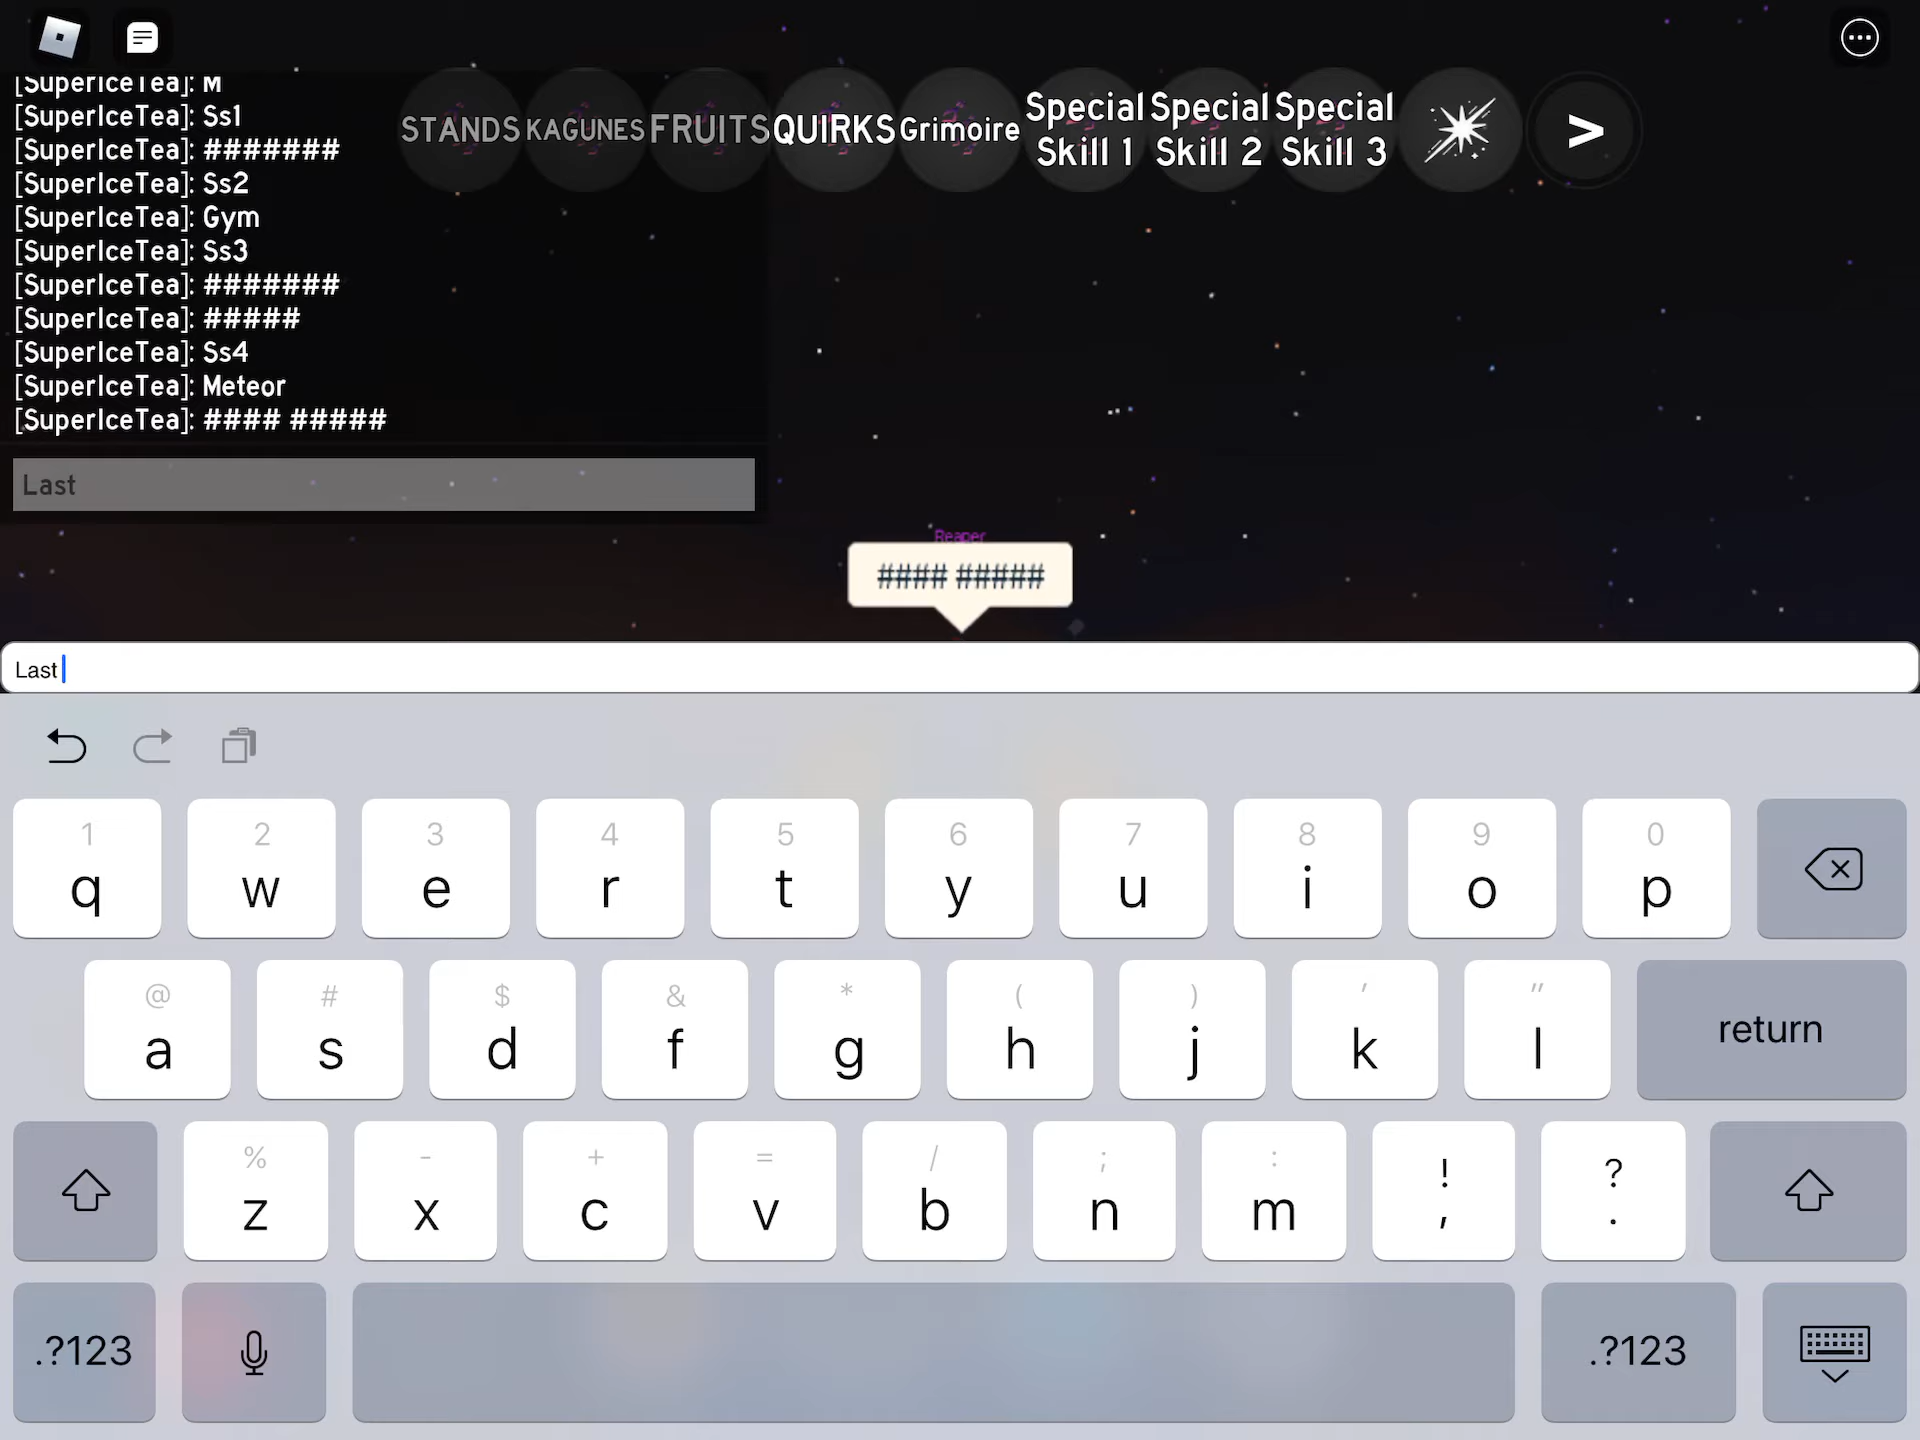 [SuperIceTea]: M
[SuperIceTea]: Ss1
[SuperIceTea]: #######
[SuperIceTea]: Ss2
[SuperIceTea]: Gym
[SuperIceTea]: Ss3
[SuperIceTea]: #######
[SuperIceTea]: #####
[SuperIceTea]: Ss4
[SuperIceTea]: Meteor
[SuperIceTea]: #### #####
Last
STANDS KAGUNES FRUITS QUIRKS Grimoire
Special Skill 1
Special Skill 2
Special Skill 3
>
Reaper
#### #####
Last
1 2 3 4 5 6 7 8 9 0
q w e r t y u i o p
@ # $ & * ( ) ' "
a s d f g h j k l return
% - + = / ; : ! ?
z x c v b n m , .
.?123 .?123